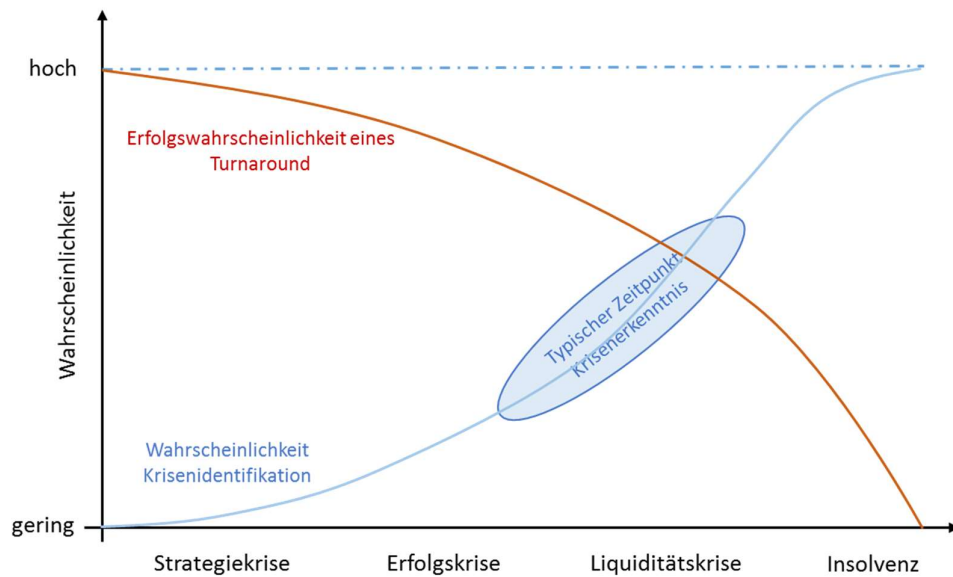 hoch
Erfolgswahrscheinlichkeit eines
Turnaround
Wahrscheinlichkeit
Typischer Zeitpunkt
Krisenerkenntnis
Wahrscheinlichkeit
Krisenidentifikation
gering
Strategiekrise
Erfolgskrise
Liquiditätskrise
Insolvenz